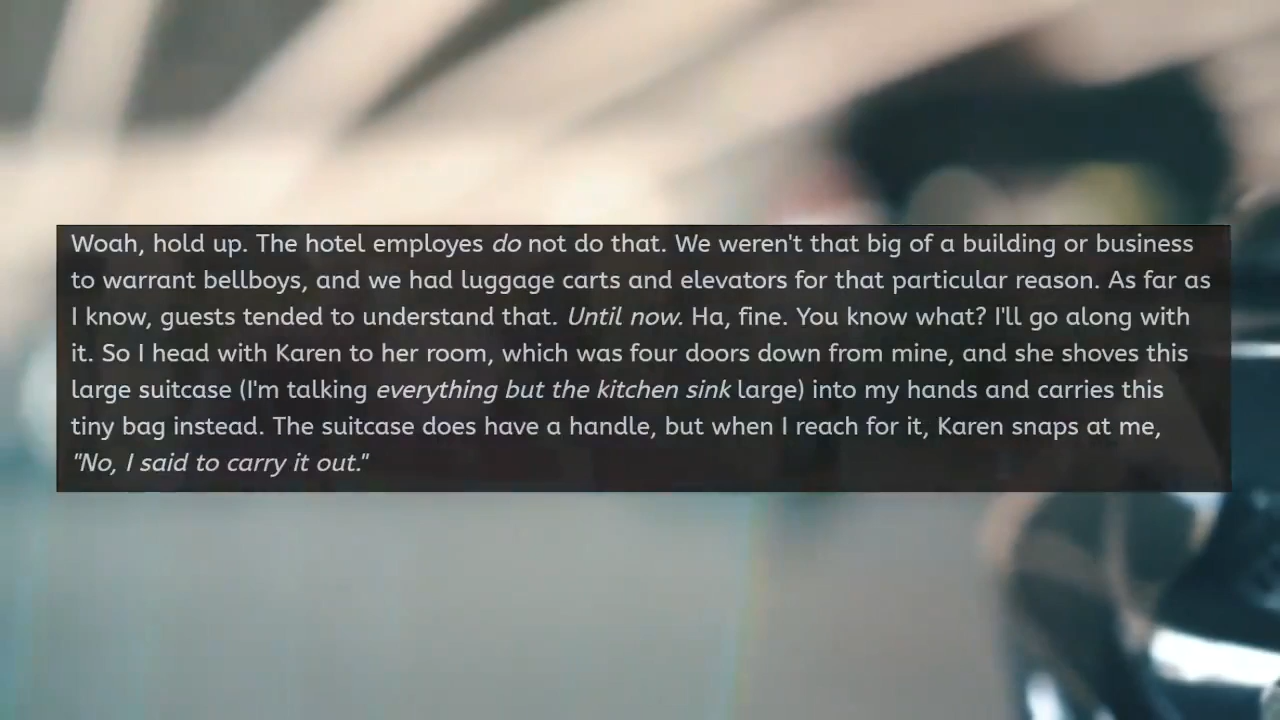 Woah, hold up. The hotel employes do not do that. We weren't that big of a building or business
to warrant bellboys, and we had luggage carts and elevators for that particular reason. As far as
I know, guests tended to understand that. Until now. Ha, fine. You know what? I'll go along with
it. So I head with Karen to her room, which was four doors down from mine, and she shoves this
large suitcase (I'm talking everything but the kitchen sink large) into my hands and carries this
tiny bag instead. The suitcase does have a handle, but when I reach for it, Karen snaps at me,
"No, I said to carry it out."